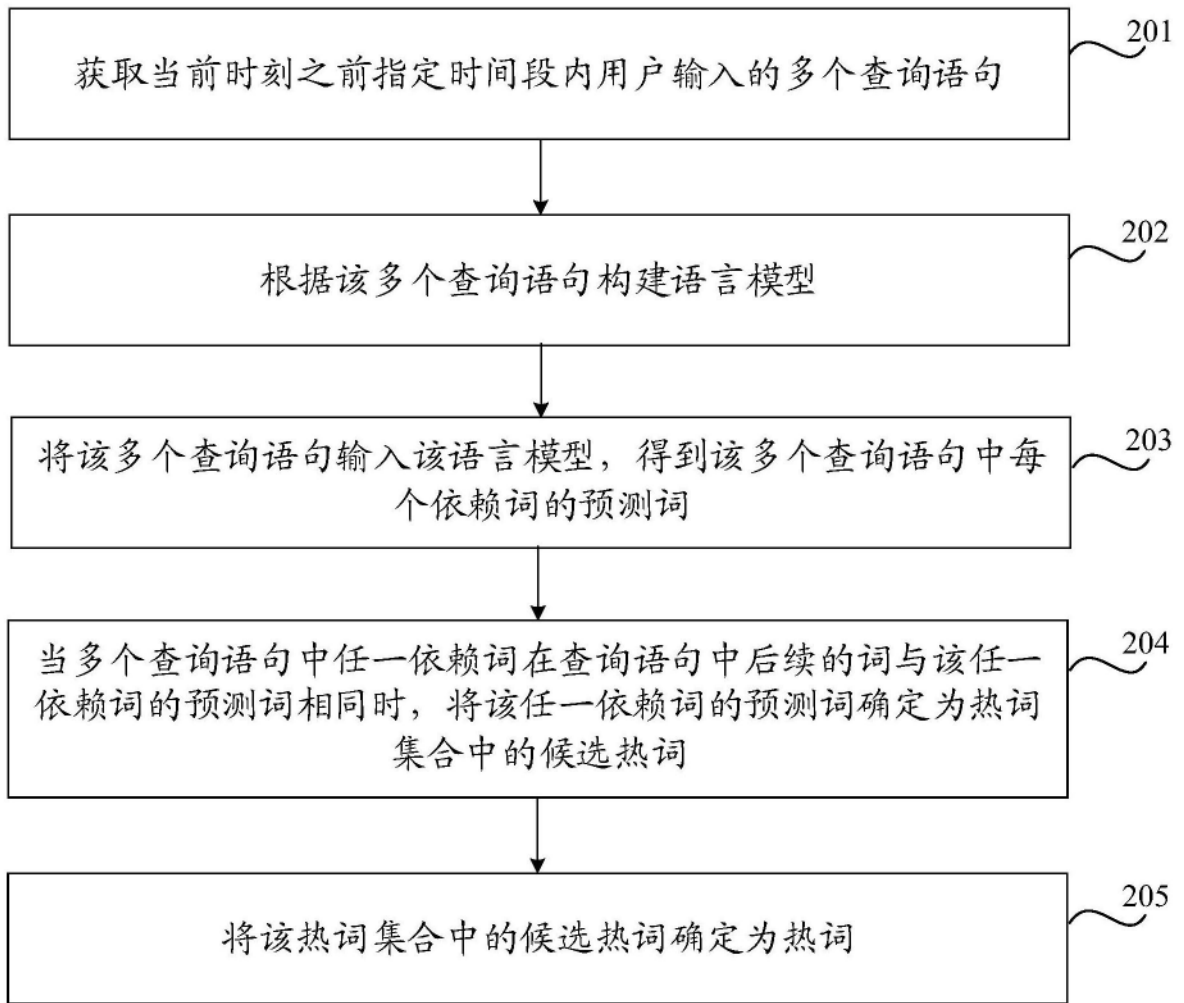 201
获取当前时刻之前指定时间段内用户输入的多个查询语句
202
根据该多个查询语句构建语言模型
203
将该多个查询语句输入该语言模型，得到该多个查询语句中每
个依赖词的预测词
204
当多个查询语句中任一依赖词在查询语句中后续的词与该任一
依赖词的预测词相同时，将该任一依赖词的预测词确定为热词
集合中的候选热词
205
将该热词集合中的候选热词确定为热词